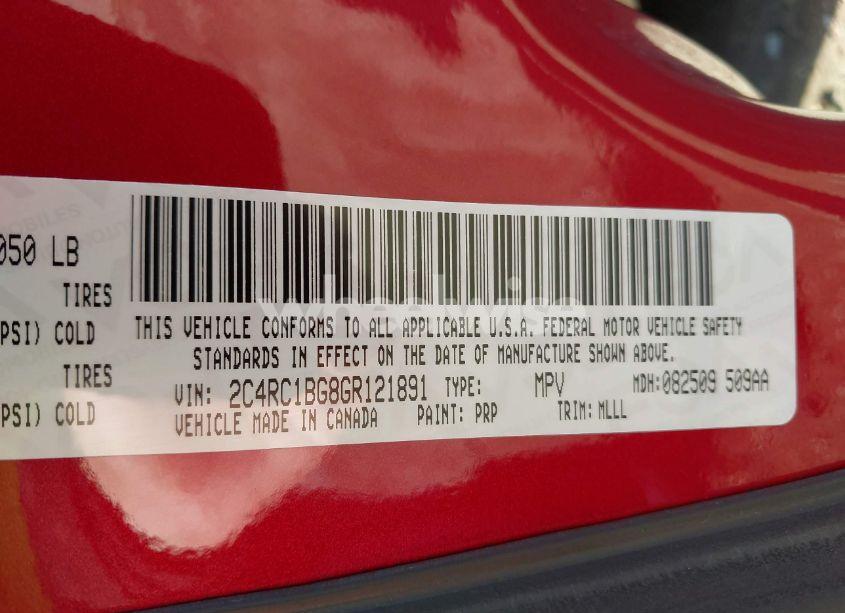 050 LB
TIRES
PSI) COLD
TIRES
PSI) COLD
THIS VEHICLE CONFORMS TO ALL APPLICABLE U.S.A. FEDERAL MOTOR VEHICLE SAFETY
STANDARDS IN EFFECT ON THE DATE OF MANUFACTURE SHOWN ABOVE.
VIN: 2C4RC1BG8GR121891 TYPE: MPV MDH: 082509 509AA
VEHICLE MADE IN CANADA PAINT: PRP TRIM: MLLL
wheelwise